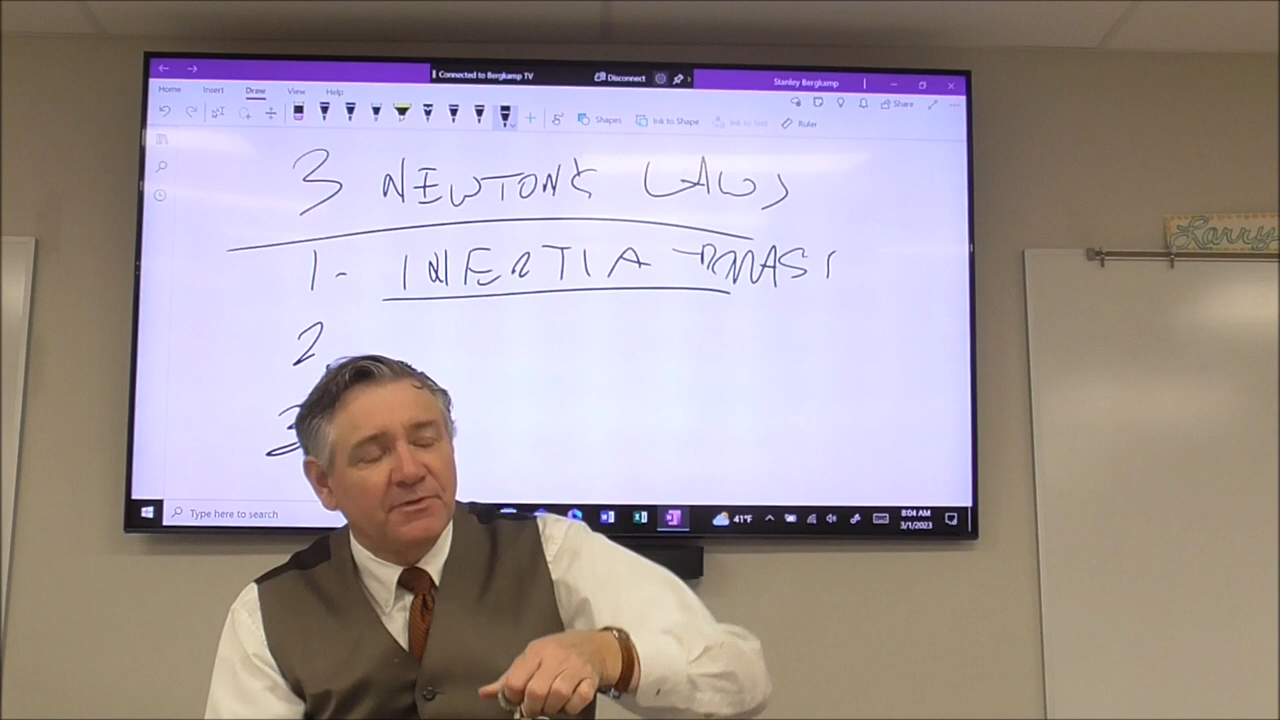 Connected to Bergkamp TV Disconnect
Stanley Bergkamp
Home Insert Draw View Help
Share
Shapes Ink to Shape Ink to Text Ruler
3 NEWTONS LAWS
1. INERTIA → MASS
2.
3
Type here to search
41°F
8:04 AM
3/1/2023
Larry